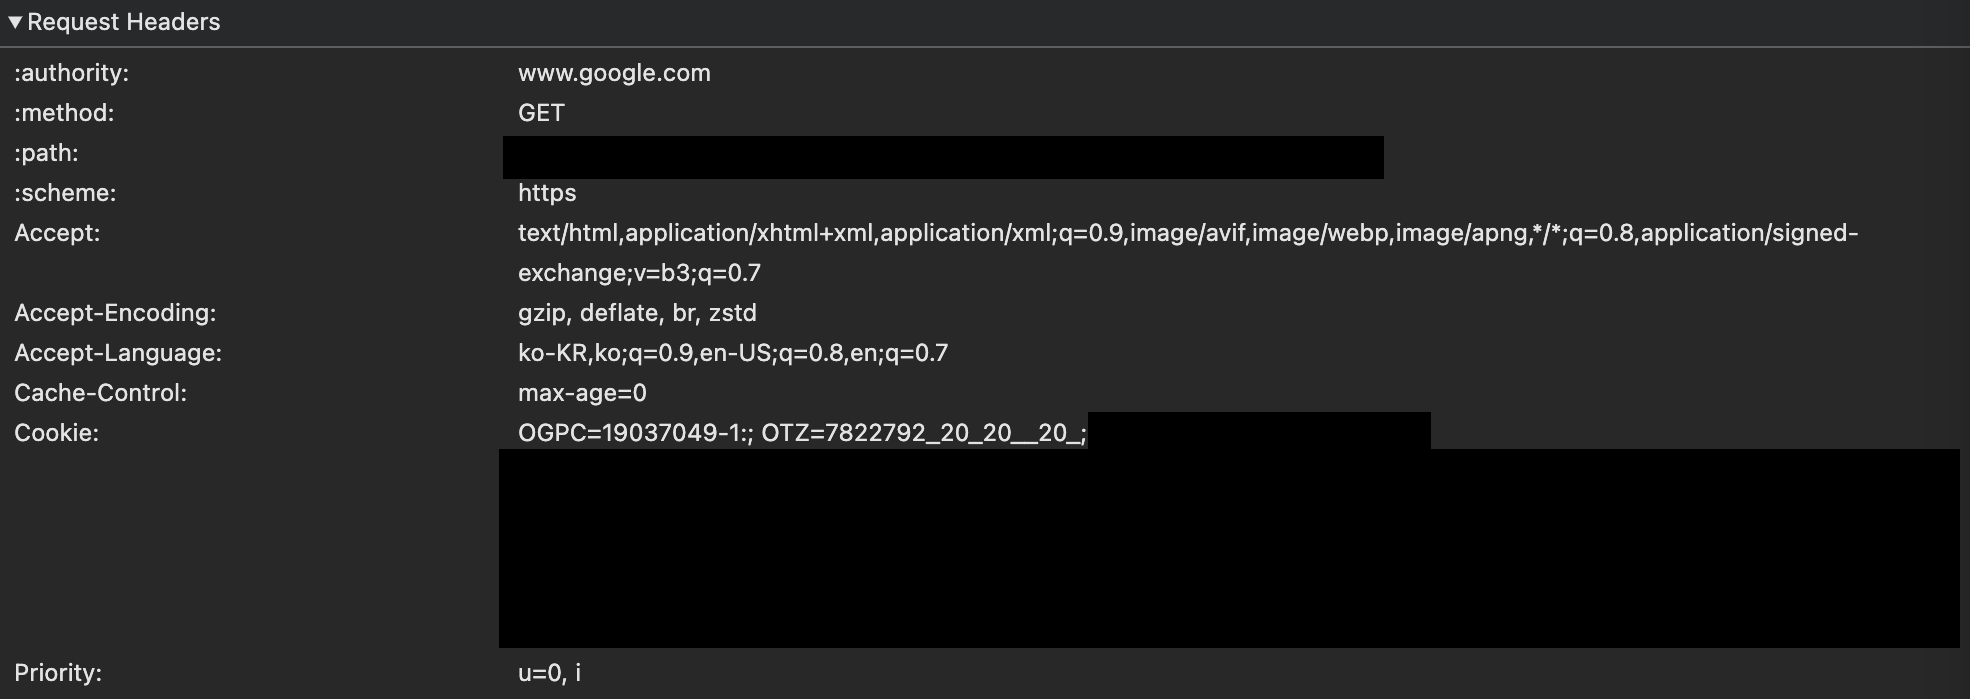 Request Headers
:authority: www.google.com
:method: GET
:path:
:scheme: https
Accept: text/html,application/xhtml+xml,application/xml;q=0.9,image/avif,image/webp,image/apng,*/*;q=0.8,application/signed-
exchange;v=b3;q=0.7
Accept-Encoding: gzip, deflate, br, zstd
Accept-Language: ko-KR,ko;q=0.9,en-US;q=0.8,en;q=0.7
Cache-Control: max-age=0
Cookie: OGPC=19037049-1:; OTZ=7822792_20_20__20_;
Priority: u=0, i